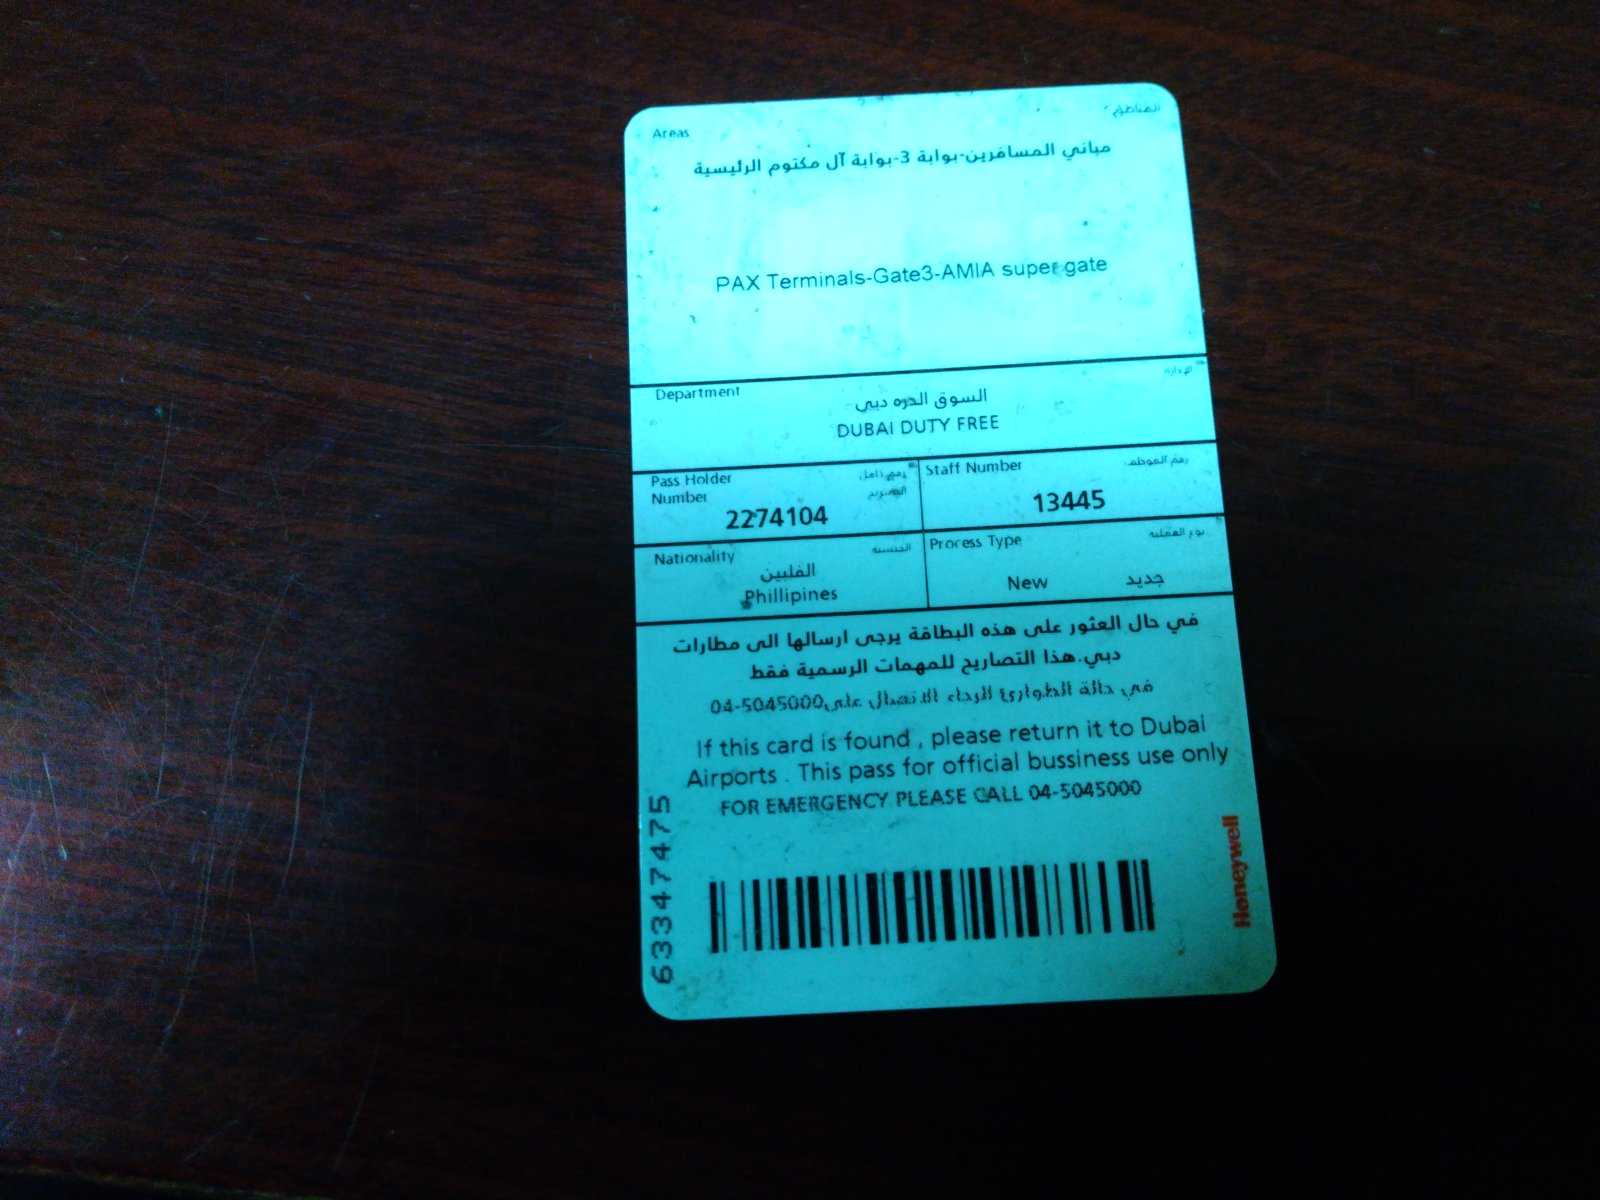 Areas المناطق
مباني المسافرين-بوابة 3-بوابة آل مكتوم الرئيسية
PAX Terminals-Gate3-AMIA super gate
Department الإدارة
السوق الحره دبي
DUBAI DUTY FREE
Pass Holder Number رقم حامل التصريح
2274104
Staff Number رقم الموظف
13445
Nationality الجنسية
الفلبين
Phillipines
Process Type نوع العملية
New جديد
في حال العثور على هذه البطاقة يرجى ارسالها الى مطارات
دبي.هذا التصاريح للمهمات الرسمية فقط
في حالة الطوارئ الرجاء الاتصال على04-5045000
If this card is found , please return it to Dubai
Airports . This pass for official bussiness use only
FOR EMERGENCY PLEASE CALL 04-5045000
63347475
Honeywell